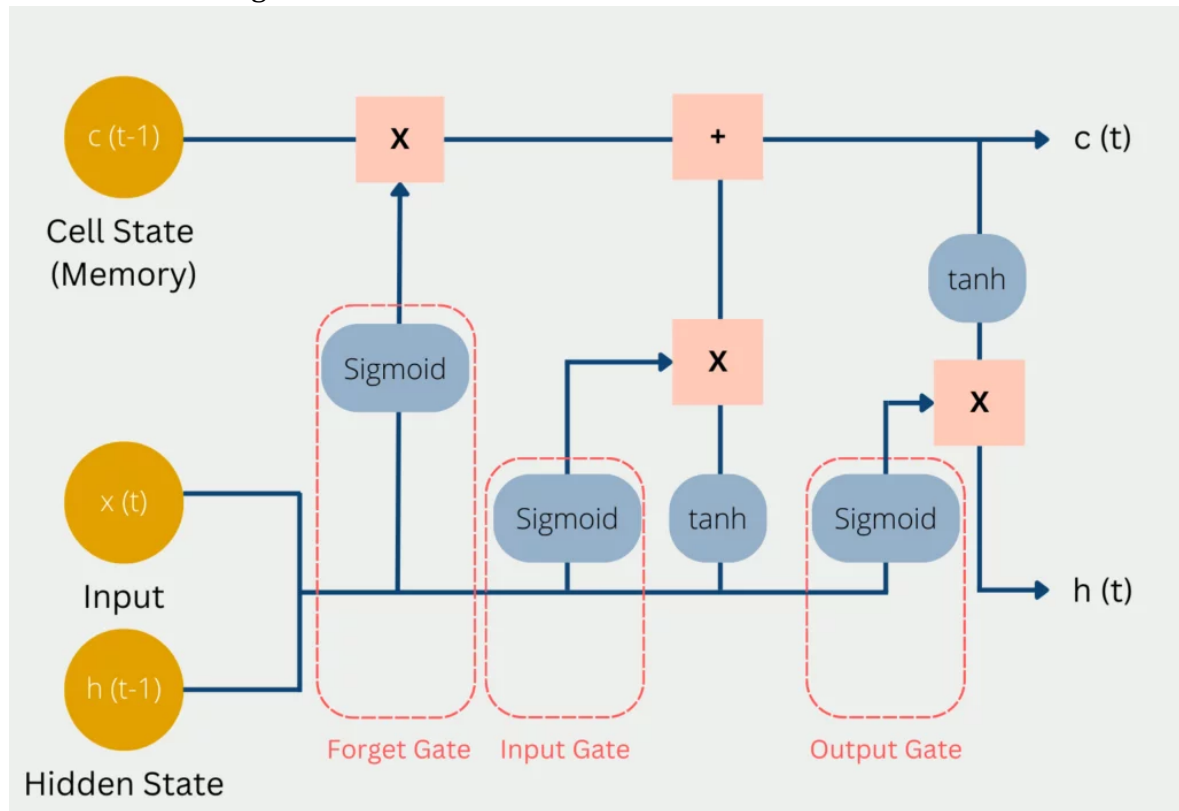 c (t-1)
X
+
c (t)
Cell State
(Memory)
tanh
Sigmoid
X
X
x (t)
Sigmoid
tanh
Sigmoid
Input
h (t)
h (t-1)
Forget Gate
Input Gate
Output Gate
Hidden State